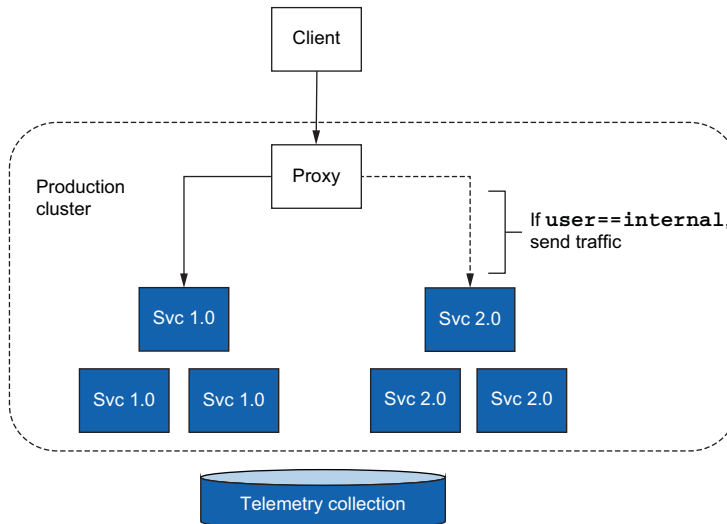 Client
Proxy
Production
cluster
If user==internal,
send traffic
Svc 1.0
Svc 2.0
Svc 1.0
Svc 1.0
Svc 2.0
Svc 2.0
Telemetry collection